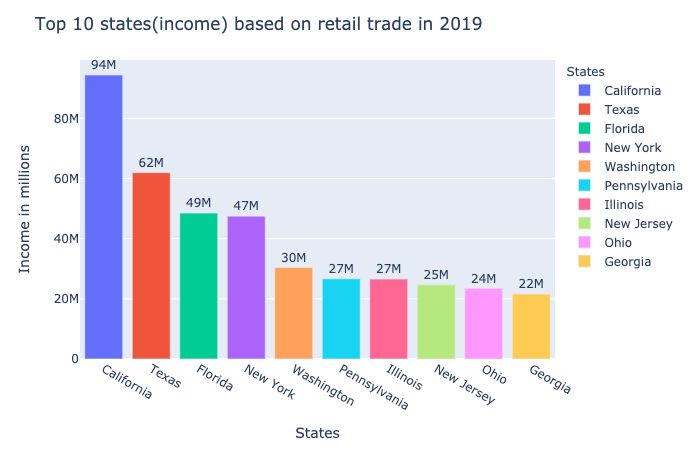 Top 10 states(income) based on retail trade in 2019
94M
62M
49M
47M
30M
27M
27M
25M
24M
22M
80M
60M
40M
20M
0
Income in millions
California
Texas
Florida
New York
Washington
Pennsylvania
Illinois
New Jersey
Ohio
Georgia
States
States
California
Texas
Florida
New York
Washington
Pennsylvania
Illinois
New Jersey
Ohio
Georgia